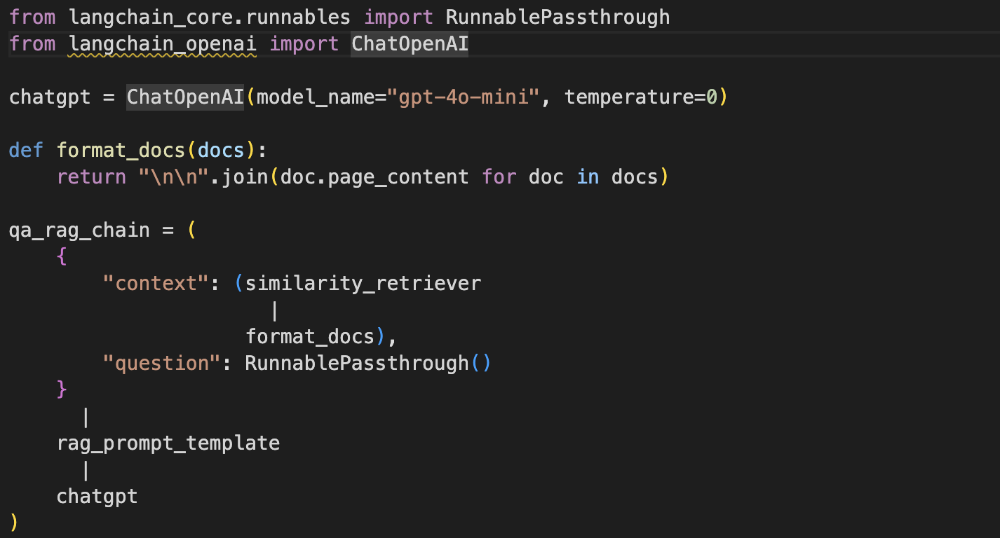 from langchain_core.runnables import RunnablePassthrough
from langchain_openai import ChatOpenAI

chatgpt = ChatOpenAI(model_name="gpt-4o-mini", temperature=0)

def format_docs(docs):
    return "\n\n".join(doc.page_content for doc in docs)

qa_rag_chain = (
    {
        "context": (similarity_retriever
                      |
                    format_docs),
        "question": RunnablePassthrough()
    }
      |
    rag_prompt_template
      |
    chatgpt
)